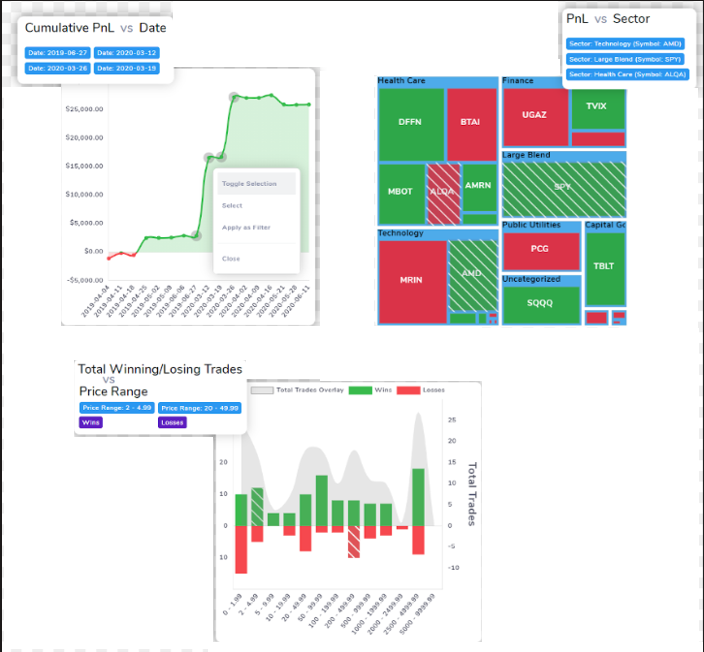 Cumulative PnL vs Date
Date: 2019-06-27 Date: 2020-03-12
Date: 2020-03-26 Date: 2020-03-19
$25,000.00
$20,000.00
$15,000.00
$10,000.00
$5,000.00
$0.00
-$5,000.00
Toggle Selection
Select
Apply as Filter
Close
2019-04-04
2019-04-11
2019-04-18
2019-04-25
2019-05-02
2019-05-09
2019-06-06
2019-06-27
2020-03-12
2020-03-19
2020-03-26
2020-04-02
2020-04-09
2020-04-16
2020-05-21
2020-05-28
2020-06-11
PnL vs Sector
Sector: Technology (Symbol: AMD)
Sector: Large Blend (Symbol: SPY)
Sector: Health Care (Symbol: ALQA)
Health Care
DFFN
BTAI
MBOT
ALQA
AMRN
Technology
MRIN
AMD
Finance
UGAZ
TVIX
Large Blend
SPY
Public Utilities
PCG
Capital Go
TBLT
Uncategorized
SQQQ
Total Winning/Losing Trades
vs
Price Range
Price Range: 2 - 4.99 Price Range: 20 - 49.99
Wins Losses
Total Trades Overlay Wins Losses
20
10
0
10
25
20
15
10
5
0
-5
-10
Total Trades
0 - 1.99
2 - 4.99
5 - 9.99
10 - 19.99
20 - 49.99
50 - 99.99
100 - 199.99
200 - 499.99
500 - 999.99
1000 - 1999.99
2000 - 2499.99
2500 - 4999.99
5000 - 9999.99